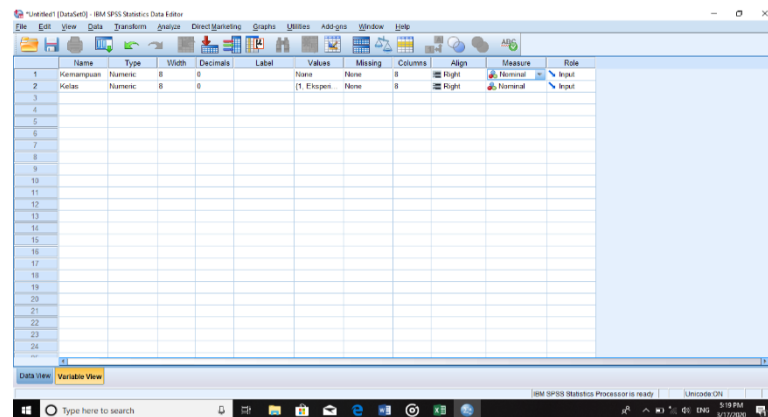 *Untitled1 [DataSet0] - IBM SPSS Statistics Data Editor
File Edit View Data Transform Analyze Direct Marketing Graphs Utilities Add-ons Window Help
Name Type Width Decimals Label Values Missing Columns Align Measure Role
1 Kemampuan Numeric 8 0 None None 8 Right Nominal Input
2 Kelas Numeric 8 0 {1, Eksperi... None 8 Right Nominal Input
3
4
5
6
7
8
9
10
11
12
13
14
15
16
17
18
19
20
21
22
23
24
Data View Variable View
IBM SPSS Statistics Processor is ready Unicode:ON
Type here to search
ENG 5:19 PM
3/17/2020